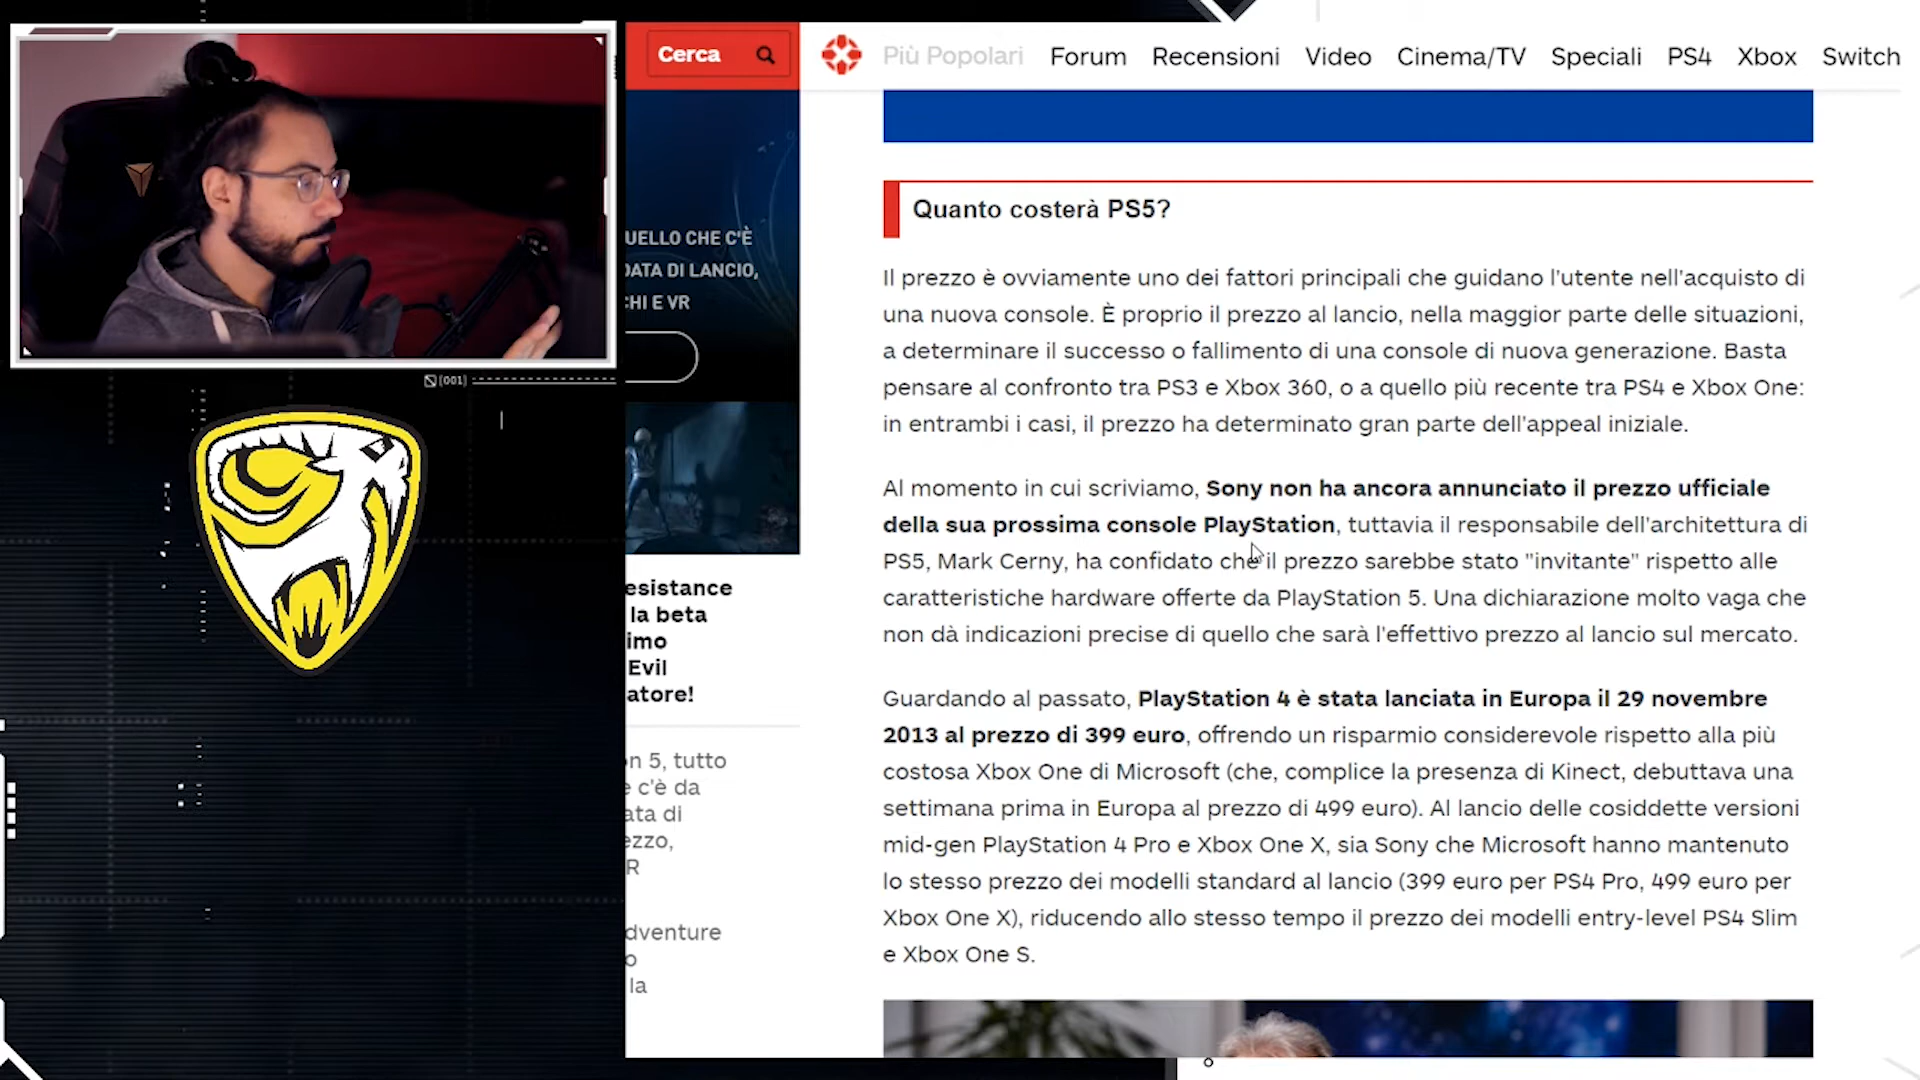 Cerca
Più Popolari Forum Recensioni Video Cinema/TV Speciali PS4 Xbox Switch
UELLO CHE C'È
DATA DI LANCIO,
CHI E VR
[001]
esistance
la beta
imo
Evil
atore!
n 5, tutto
e c'è da
ata di
ezzo,
R
dventure
o
la
Quanto costerà PS5?
Il prezzo è ovviamente uno dei fattori principali che guidano l'utente nell'acquisto di
una nuova console. È proprio il prezzo al lancio, nella maggior parte delle situazioni,
a determinare il successo o fallimento di una console di nuova generazione. Basta
pensare al confronto tra PS3 e Xbox 360, o a quello più recente tra PS4 e Xbox One:
in entrambi i casi, il prezzo ha determinato gran parte dell'appeal iniziale.
Al momento in cui scriviamo, Sony non ha ancora annunciato il prezzo ufficiale
della sua prossima console PlayStation, tuttavia il responsabile dell'architettura di
PS5, Mark Cerny, ha confidato che il prezzo sarebbe stato "invitante" rispetto alle
caratteristiche hardware offerte da PlayStation 5. Una dichiarazione molto vaga che
non dà indicazioni precise di quello che sarà l'effettivo prezzo al lancio sul mercato.
Guardando al passato, PlayStation 4 è stata lanciata in Europa il 29 novembre
2013 al prezzo di 399 euro, offrendo un risparmio considerevole rispetto alla più
costosa Xbox One di Microsoft (che, complice la presenza di Kinect, debuttava una
settimana prima in Europa al prezzo di 499 euro). Al lancio delle cosiddette versioni
mid-gen PlayStation 4 Pro e Xbox One X, sia Sony che Microsoft hanno mantenuto
lo stesso prezzo dei modelli standard al lancio (399 euro per PS4 Pro, 499 euro per
Xbox One X), riducendo allo stesso tempo il prezzo dei modelli entry-level PS4 Slim
e Xbox One S.